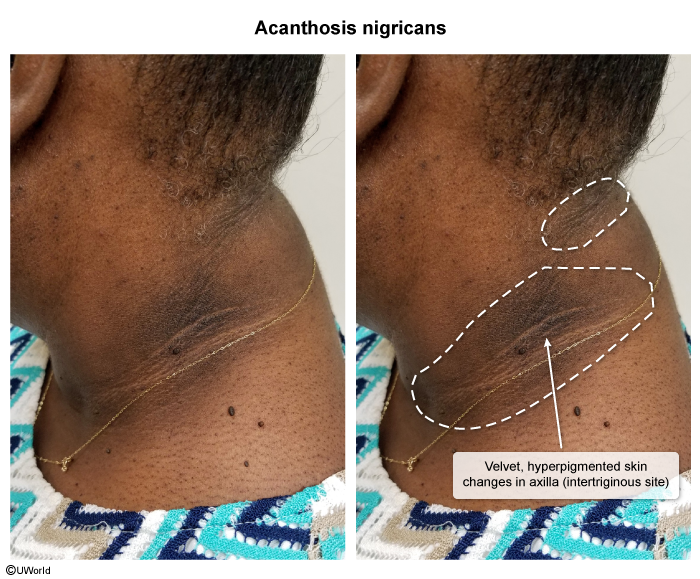 Acanthosis nigricans
Velvet, hyperpigmented skin
changes in axilla (intertriginous site)
©UWorld